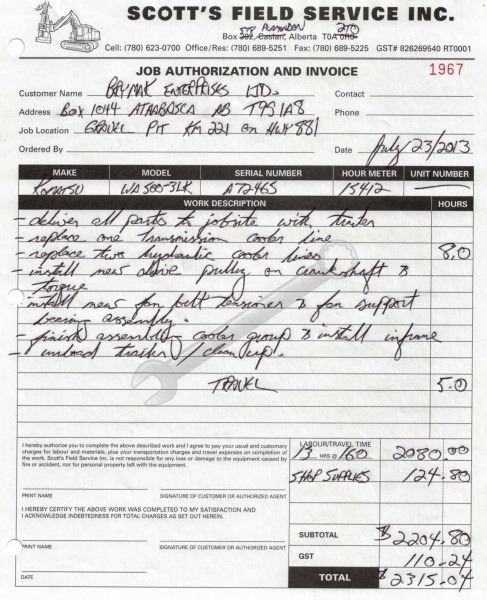 SCOTT'S FIELD SERVICE INC.
PLAMONDON 2T0
Box 202, Caslan, Alberta T0A 0R0
Cell: (780) 623-0700 Office/Res: (780) 689-5251 Fax: (780) 689-5225 GST# 826269540 RT0001
JOB AUTHORIZATION AND INVOICE 1967
Customer Name ENTERPRISES LTD. Contact
Address BOX 1044 ATHABASCA AB T9S 1A8 Phone
Job Location GRAVEL PIT KM 221 on HWY 881
Ordered By Date July 23/2013
MAKE MODEL SERIAL NUMBER HOUR METER UNIT NUMBER
KOMATSU WA500-3LK A72465 15412
WORK DESCRIPTION HOURS
- deliver all parts to jobsite with trailer
- replace one transmission cooler line
- replace two hydraulic cooler lines 8.0
- install new drive pulley on crankshaft &
torque
- install new fan belt tensioner & fan support
bearing assembly.
- finish assembling cooler group & install in frame
- unload trailer / clean up.
TRAVEL 5.0
I hereby authorize you to complete the above described work and I agree to pay your usual and customary
charges for labour and materials, plus your transportation charges and travel expenses on completion of
the work. Scott's Field Service Inc. is not responsible for any loss or damage to the equipment caused by
fire or accident, nor for personal property left with the equipment.
LABOUR/TRAVEL TIME
13 HRS @ 160 2080.00
SHOP SUPPLIES 124.80
PRINT NAME SIGNATURE OF CUSTOMER OR AUTHORIZED AGENT
I HEREBY CERTIFY THE ABOVE WORK WAS COMPLETED TO MY SATISFACTION AND
I ACKNOWLEDGE INDEBTEDNESS FOR TOTAL CHARGES AS SET OUT HEREIN.
SUBTOTAL $2204.80
PRINT NAME SIGNATURE OF CUSTOMER OR AUTHORIZED AGENT
GST 110.24
DATE
TOTAL $2315.04